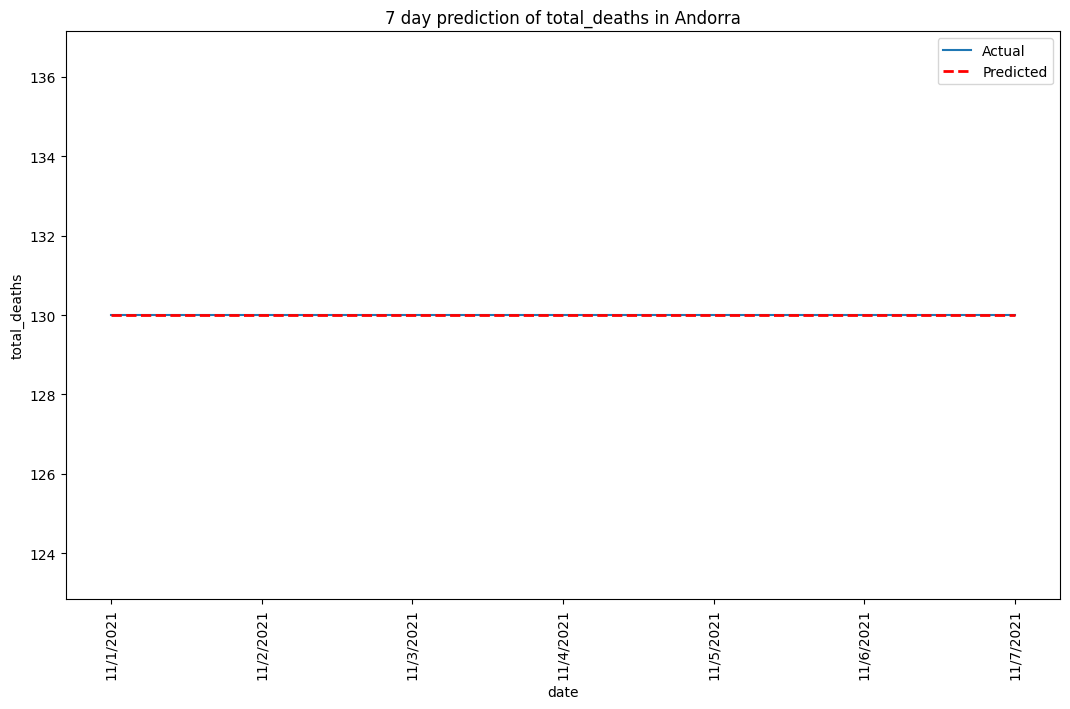 7 day prediction of total_deaths in Andorra
Actual
Predicted
136
134
132
130
128
126
124
total_deaths
11/1/2021
11/2/2021
11/3/2021
11/4/2021
11/5/2021
11/6/2021
11/7/2021
date